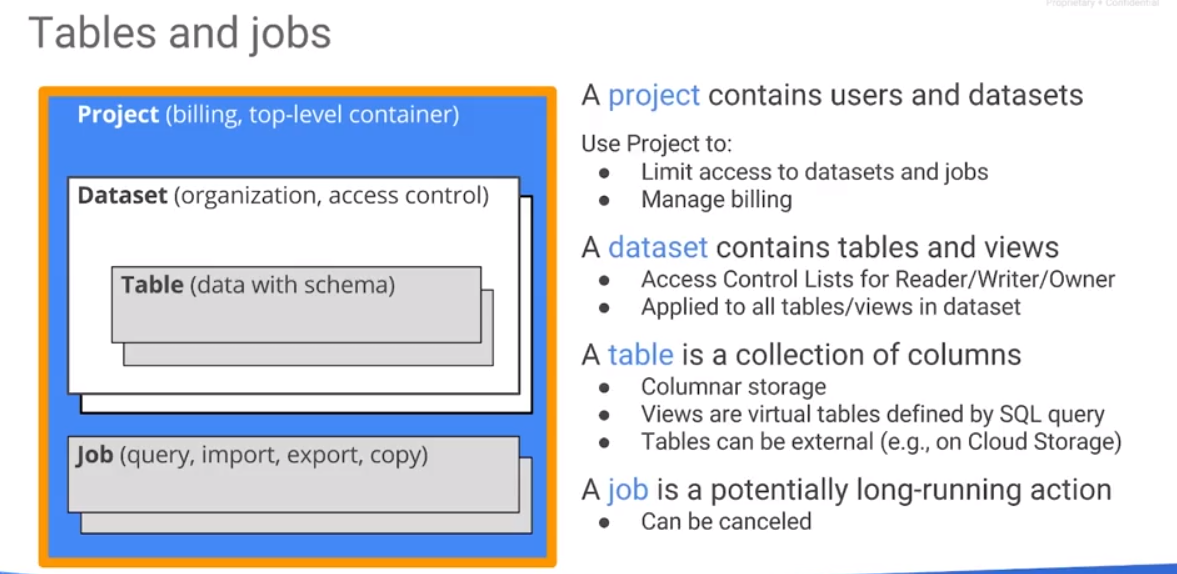 Proprietary + Confidential
Tables and jobs
Project (billing, top-level container)
Dataset (organization, access control)
Table (data with schema)
Job (query, import, export, copy)
A project contains users and datasets
Use Project to:
● Limit access to datasets and jobs
● Manage billing
A dataset contains tables and views
● Access Control Lists for Reader/Writer/Owner
● Applied to all tables/views in dataset
A table is a collection of columns
● Columnar storage
● Views are virtual tables defined by SQL query
● Tables can be external (e.g., on Cloud Storage)
A job is a potentially long-running action
● Can be canceled